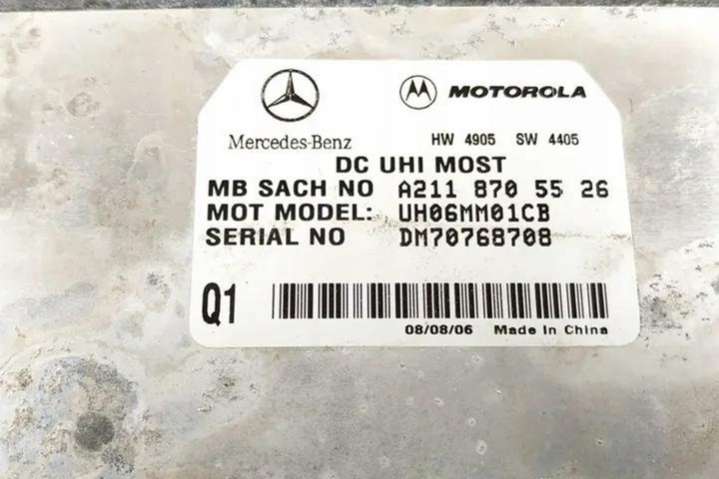 MOTOROLA
Mercedes-Benz
HW 4905 SW 4405
DC UHI MOST
MB SACH NO A211 870 55 26
MOT MODEL: UH06MM01CB
SERIAL NO DM70768708
Q1
08/08/06 Made In China